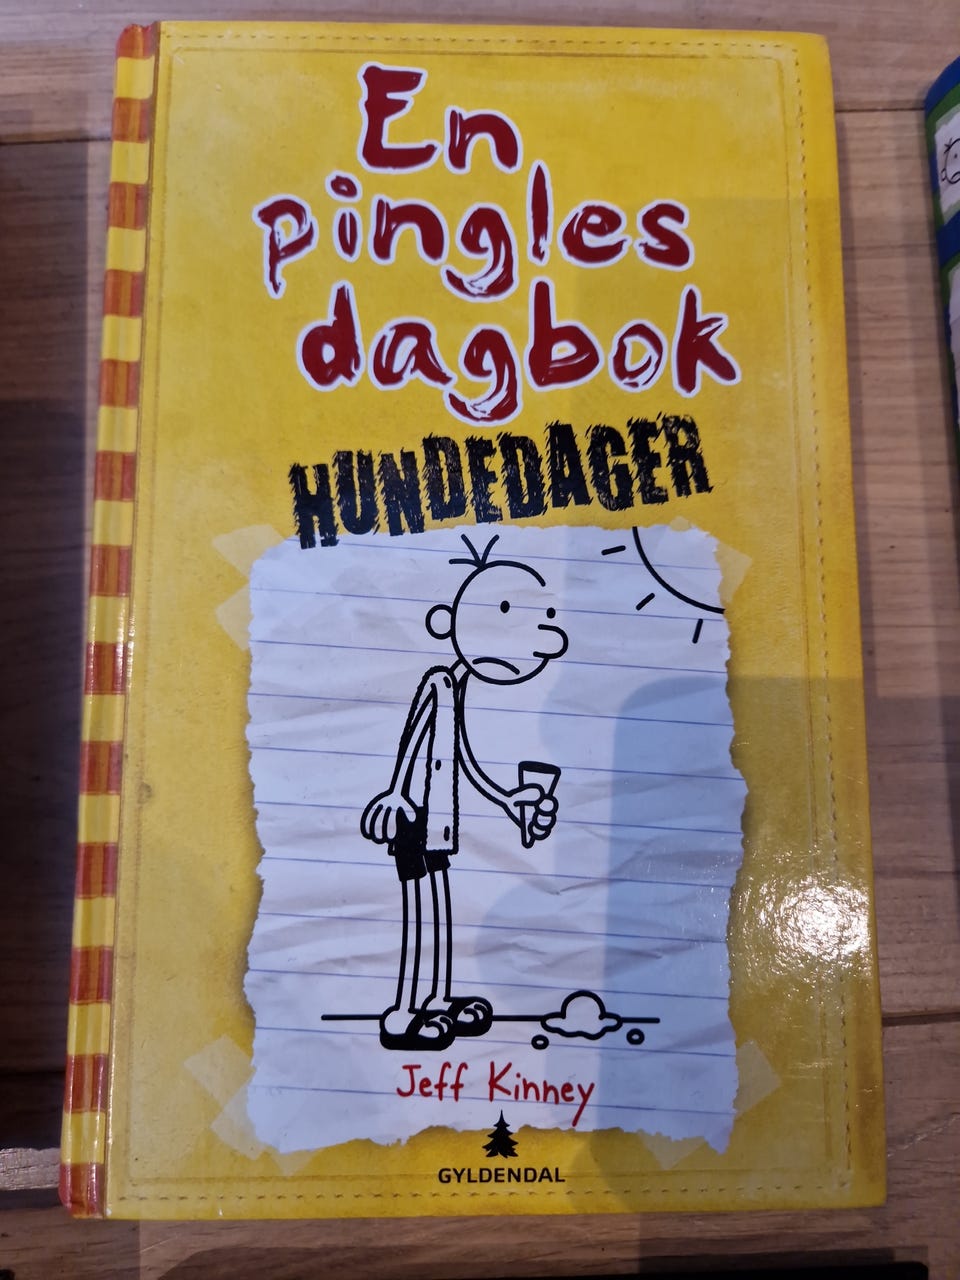 En
pingles
dagbok
HUNDEDAGER
Jeff Kinney
GYLDENDAL